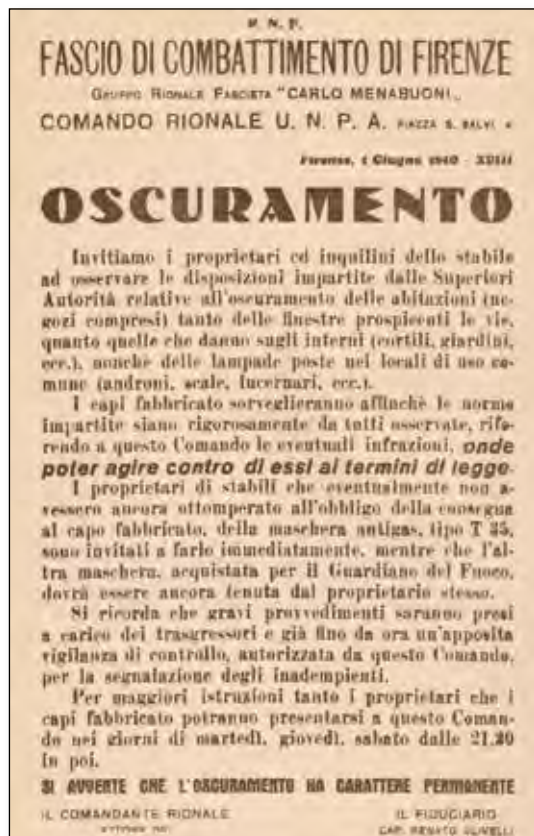 P. N. F.
FASCIO DI COMBATTIMENTO DI FIRENZE
GRUPPO RIONALE FASCISTA "CARLO MENABUONI„
COMANDO RIONALE U. N. P. A. PIAZZA S. SALVI, 4
Firenze, 1 Giugno 1940 - XVIII
OSCURAMENTO
Invitiamo i proprietari ed inquilini dello stabile
ad osservare le disposizioni impartite dalle Superiori
Autorità relative all'oscuramento delle abitazioni (ne-
gozi compresi) tanto delle finestre prospicenti le vie,
quanto quelle che danno sugli interni (cortili, giardini,
ecc.), nonchè delle lampade poste nei locali di uso co-
mune (androni, scale, lucernari, ecc.).
I capi fabbricato sorveglieranno affinchè le norme
impartite siano rigorosamente da tutti osservate, rife-
rendo a questo Comando le eventuali infrazioni, onde
poter agire contro di essi ai termini di legge.
I proprietari di stabili che eventualmente non a-
vessero ancora ottomperato all'obbligo della consegna
al capo fabbricato, della maschera antigas, tipo T 35,
sono invitati a farlo immediatamente, mentre che l'al-
tra maschera, acquistata per il Guardiano del Fuoco,
dovrà essere ancora tenuta dal proprietario stesso.
Si ricorda che gravi provvedimenti saranno presi
a carico dei trasgressori e già fino da ora un'apposita
vigilanza di controllo, autorizzata da questo Comando,
per la segnalazione degli inadempienti.
Per maggiori istruzioni tanto i proprietari che i
capi fabbricato potranno presentarsi a questo Coman-
do nei giorni di martedì, giovedì, sabato dalle 21,30
in poi.
SI AVVERTE CHE L'OSCURAMENTO HA CARATTERE PERMANENTE
IL COMANDANTE RIONALE
IL FIDUCIARIO
CAP. RENATO OLIVELLI